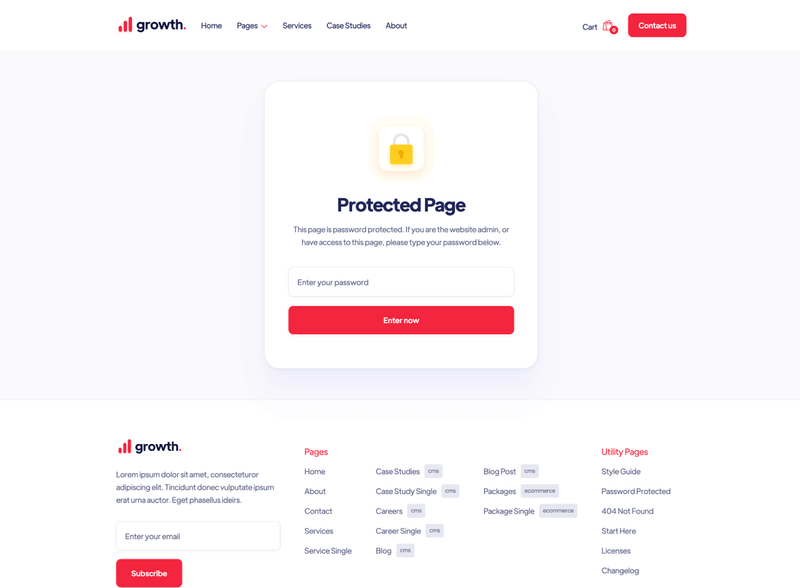 growth.
Home
Pages
Services
Case Studies
About
Cart
0
Contact us
Protected Page
This page is password protected. If you are the website admin, or
have access to this page, please type your password below.
Enter your password
Enter now
growth.
Lorem ipsum dolor sit amet, consecteturor
adipiscing elit. Tincidunt donec vulputate ipsum
erat urna auctor. Eget phasellus ideirs.
Enter your email
Subscribe
Pages
Home
About
Contact
Services
Service Single
Case Studies cms
Case Study Single cms
Careers cms
Career Single cms
Blog cms
Blog Post cms
Packages ecommerce
Package Single ecommerce
Utility Pages
Style Guide
Password Protected
404 Not Found
Start Here
Licenses
Changelog